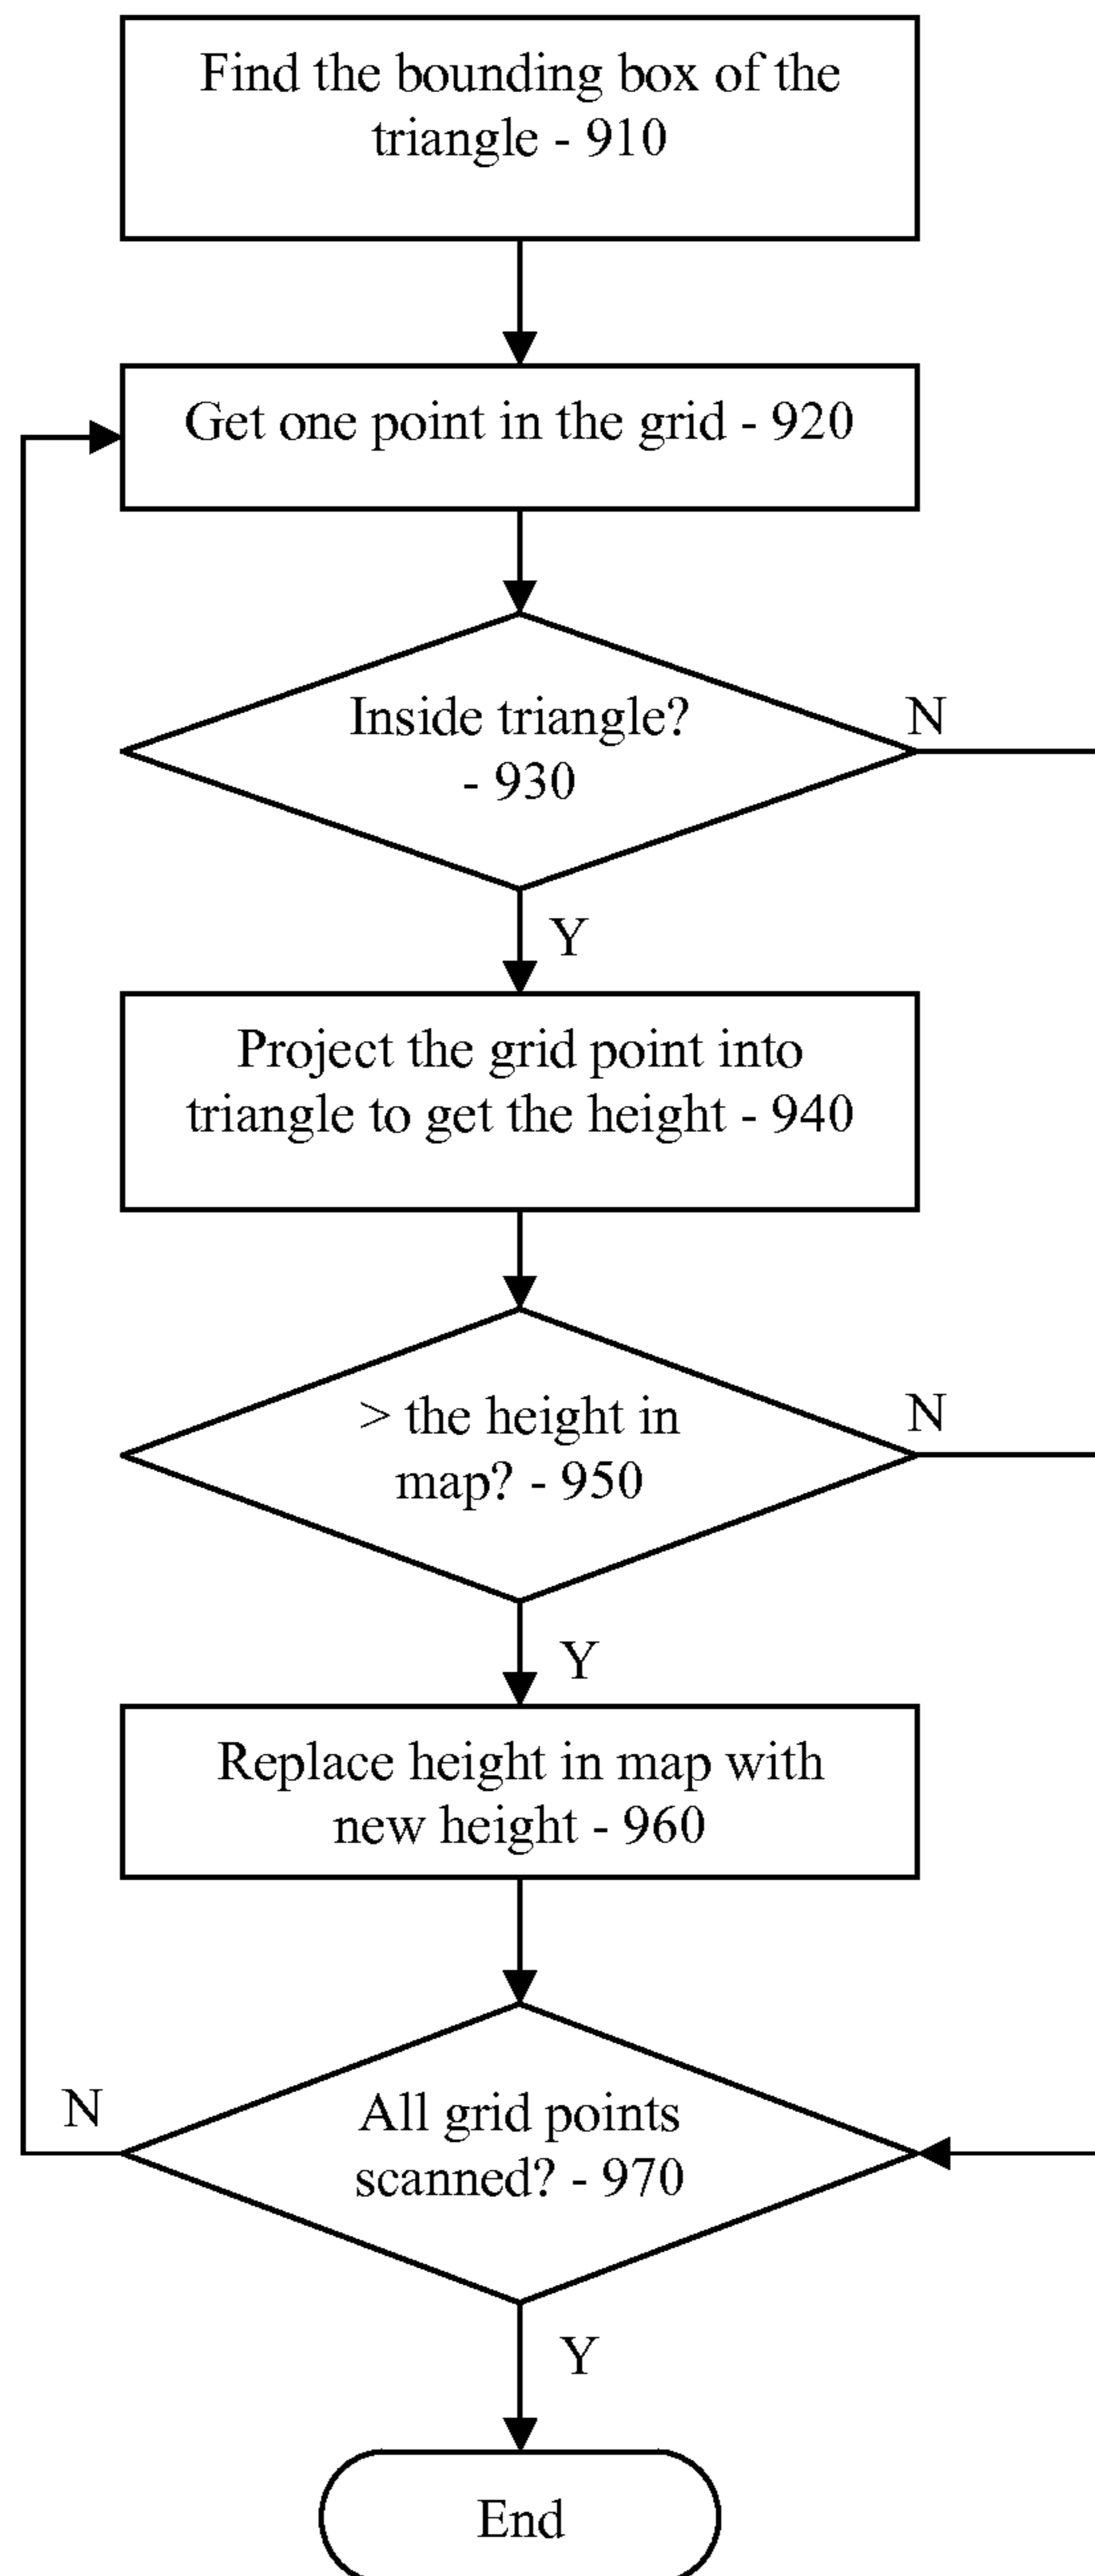 Find the bounding box of the
triangle - 910
Get one point in the grid - 920
Inside triangle?
- 930
N
Y
Project the grid point into
triangle to get the height - 940
> the height in
map? - 950
N
Y
Replace height in map with
new height - 960
All grid points
scanned? - 970
N
Y
End